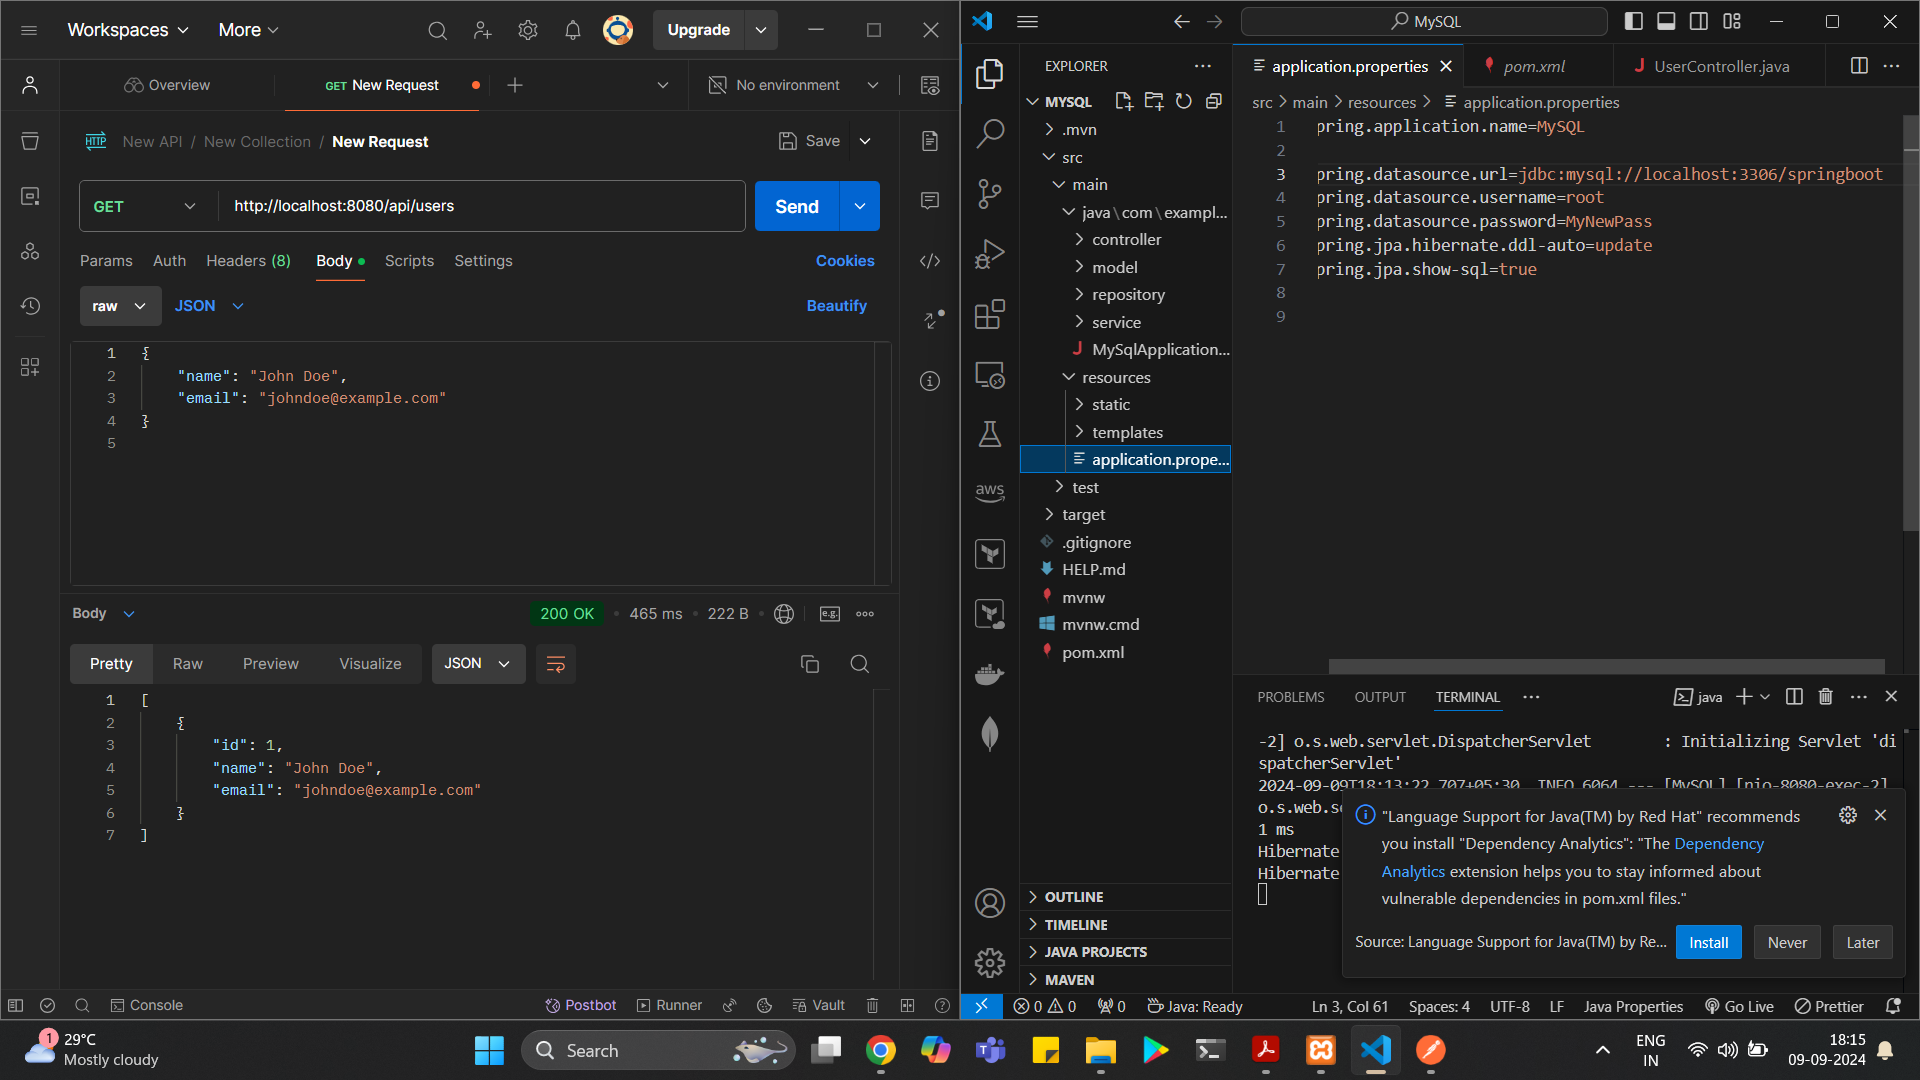 Workspaces
More
Upgrade
Overview
GET New Request
No environment
HTTP
New API / New Collection / New Request
Save
GET
http://localhost:8080/api/users
Send
Params
Auth
Headers (8)
Body
Scripts
Settings
Cookies
raw
JSON
Beautify
1 {
2 "name": "John Doe",
3 "email": "johndoe@example.com"
4 }
5
Body
200 OK
465 ms
222 B
e.g.
Pretty
Raw
Preview
Visualize
JSON
1 [
2 {
3 "id": 1,
4 "name": "John Doe",
5 "email": "johndoe@example.com"
6 }
7 ]
Console
Postbot
Runner
Vault
MySQL
EXPLORER
MYSQL
.mvn
src
main
java\com\exampl...
controller
model
repository
service
MySqlApplication...
resources
static
templates
application.prope...
test
target
.gitignore
HELP.md
mvnw
mvnw.cmd
pom.xml
aws
OUTLINE
TIMELINE
JAVA PROJECTS
MAVEN
application.properties
pom.xml
UserController.java
src > main > resources > application.properties
1 pring.application.name=MySQL
2
3 pring.datasource.url=jdbc:mysql://localhost:3306/springboot
4 pring.datasource.username=root
5 pring.datasource.password=MyNewPass
6 pring.jpa.hibernate.ddl-auto=update
7 pring.jpa.show-sql=true
8
9
PROBLEMS
OUTPUT
TERMINAL
java
-2] o.s.web.servlet.DispatcherServlet : Initializing Servlet 'di
spatcherServlet'
2024-09-09T18:13:22.707+05:30 INFO 6064 --- [MySQL] [nio-8080-exec-2]
o.s.web.s
1 ms
Hibernate
Hibernate
"Language Support for Java(TM) by Red Hat" recommends
you install "Dependency Analytics": "The Dependency
Analytics extension helps you to stay informed about
vulnerable dependencies in pom.xml files."
Source: Language Support for Java(TM) by Re...
Install
Never
Later
0 0
0
Java: Ready
Ln 3, Col 61
Spaces: 4
UTF-8
LF
Java Properties
Go Live
Prettier
1
29°C
Mostly cloudy
Search
ENG
IN
18:15
09-09-2024